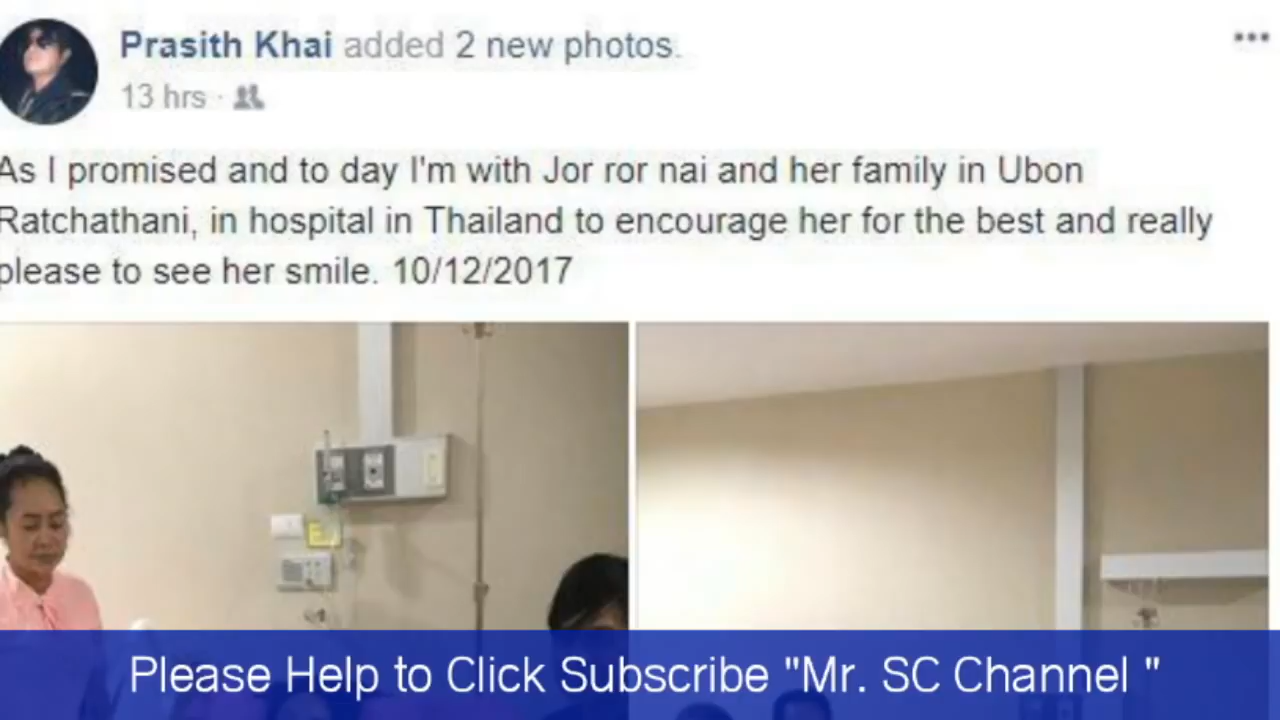 Prasith Khai added 2 new photos.
13 hrs ·
As I promised and to day I'm with Jor ror nai and her family in Ubon
Ratchathani, in hospital in Thailand to encourage her for the best and really
please to see her smile. 10/12/2017
Please Help to Click Subscribe "Mr. SC Channel "